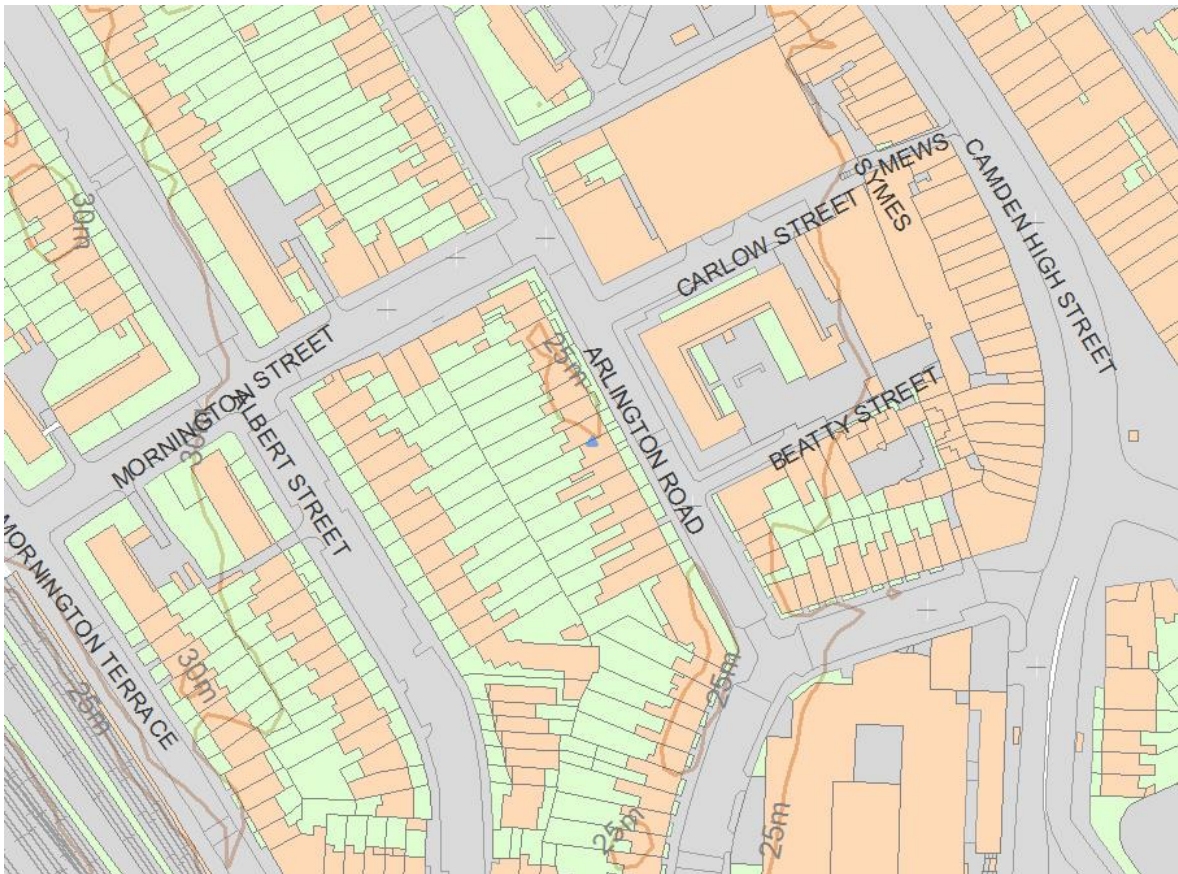 30m
SYMES
MEWS
CAMDEN HIGH STREET
CARLOW STREET
MORNINGTON STREET
25m
ARLINGTON ROAD
30m
ALBERT STREET
BEATTY STREET
MORNINGTON TERRACE
30m
25m
25m
25m
25m